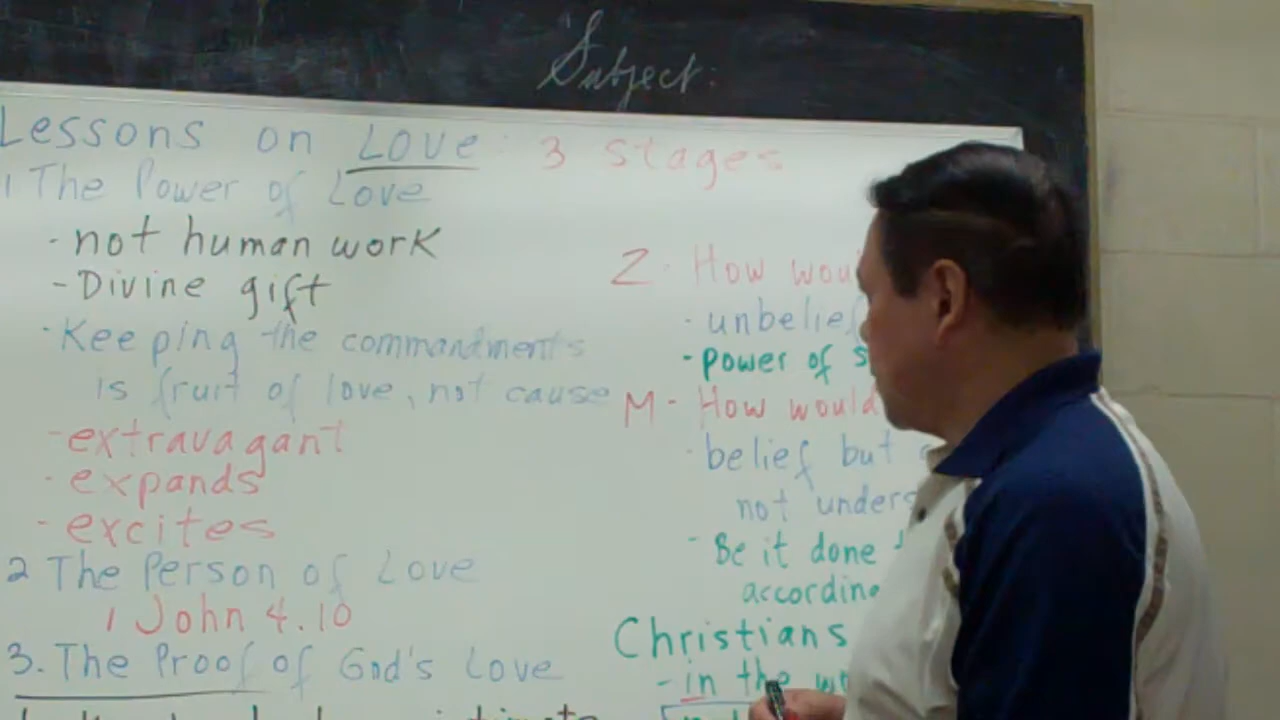 Subject:
Lessons on LOVE
3 stages
1 The Power of Love
- not human work
- Divine gift
- Keeping the commandments
is fruit of love, not cause
- extravagant
- expands
- excites
2 The Person of Love
1 John 4.10
3. The Proof of God's Love
Z - How
- unbelief
- power of
M - How would
- belief but
not
- Be it done
Christians
- in the